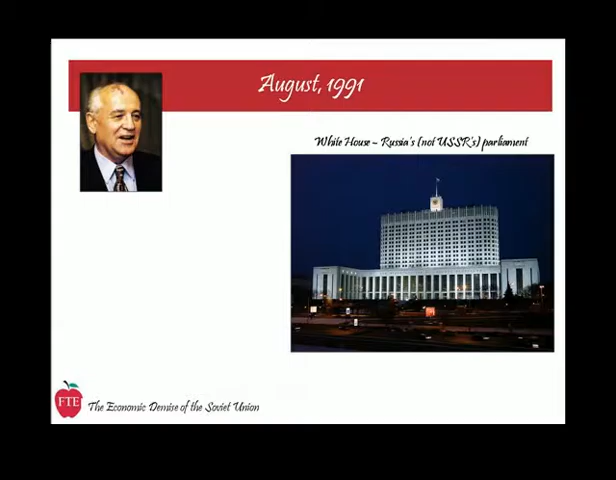 August, 1991
White House ~ Russia's (not USSR's) parliament
FTE
The Economic Demise of the Soviet Union